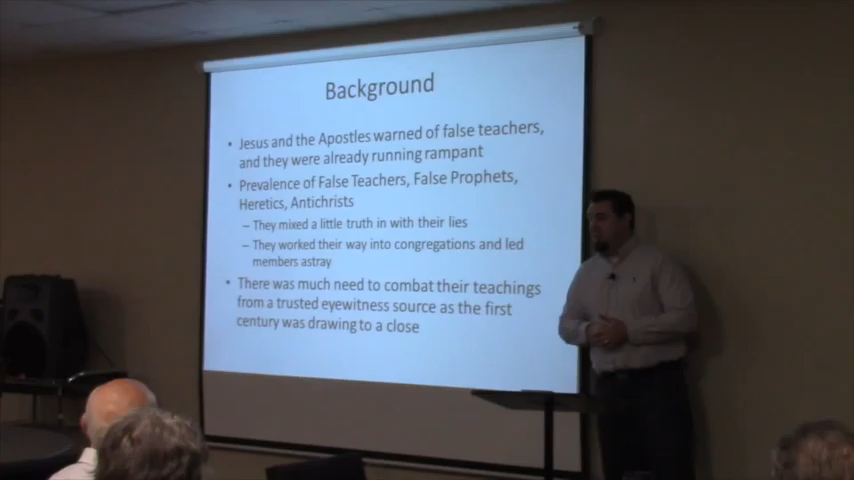 Background
• Jesus and the Apostles warned of false teachers,
and they were already running rampant
• Prevalence of False Teachers, False Prophets,
Heretics, Antichrists
– They mixed a little truth in with their lies
– They worked their way into congregations and led
members astray
• There was much need to combat their teachings
from a trusted eyewitness source as the first
century was drawing to a close